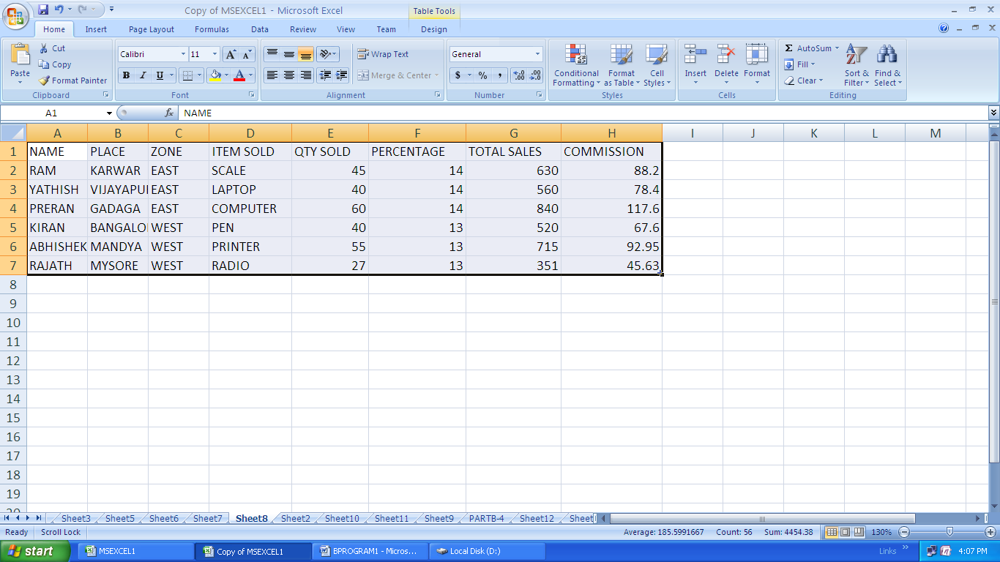 Copy of MSEXCEL1 - Microsoft Excel Table Tools
Home Insert Page Layout Formulas Data Review View Team Design
Paste
Cut
Copy
Format Painter
Clipboard
Calibri 11
B I U A
Font
Wrap Text
Merge & Center
Alignment
General
$ % ,
Number
Conditional Formatting
Format as Table
Cell Styles
Styles
Insert Delete Format
Cells
Σ AutoSum
Fill
Clear
Sort & Filter
Find & Select
Editing
A1 fx NAME
A B C D E F G H I J K L M
1 NAME PLACE ZONE ITEM SOLD QTY SOLD PERCENTAGE TOTAL SALES COMMISSION
2 RAM KARWAR EAST SCALE 45 14 630 88.2
3 YATHISH VIJAYAPU EAST LAPTOP 40 14 560 78.4
4 PRERAN GADAGA EAST COMPUTER 60 14 840 117.6
5 KIRAN BANGALO WEST PEN 40 13 520 67.6
6 ABHISHEK MANDYA WEST PRINTER 55 13 715 92.95
7 RAJATH MYSORE WEST RADIO 27 13 351 45.63
8
9
10
11
12
13
14
15
16
17
18
19
20
Sheet3 Sheet5 Sheet6 Sheet7 Sheet8 Sheet2 Sheet10 Sheet11 Sheet9 PARTB-4 Sheet12 Sheet
Ready Scroll Lock Average: 185.5991667 Count: 56 Sum: 4454.38 130%
start MSEXCEL1 Copy of MSEXCEL1 BPROGRAM1 - Micros... Local Disk (D:) Links » 4:07 PM